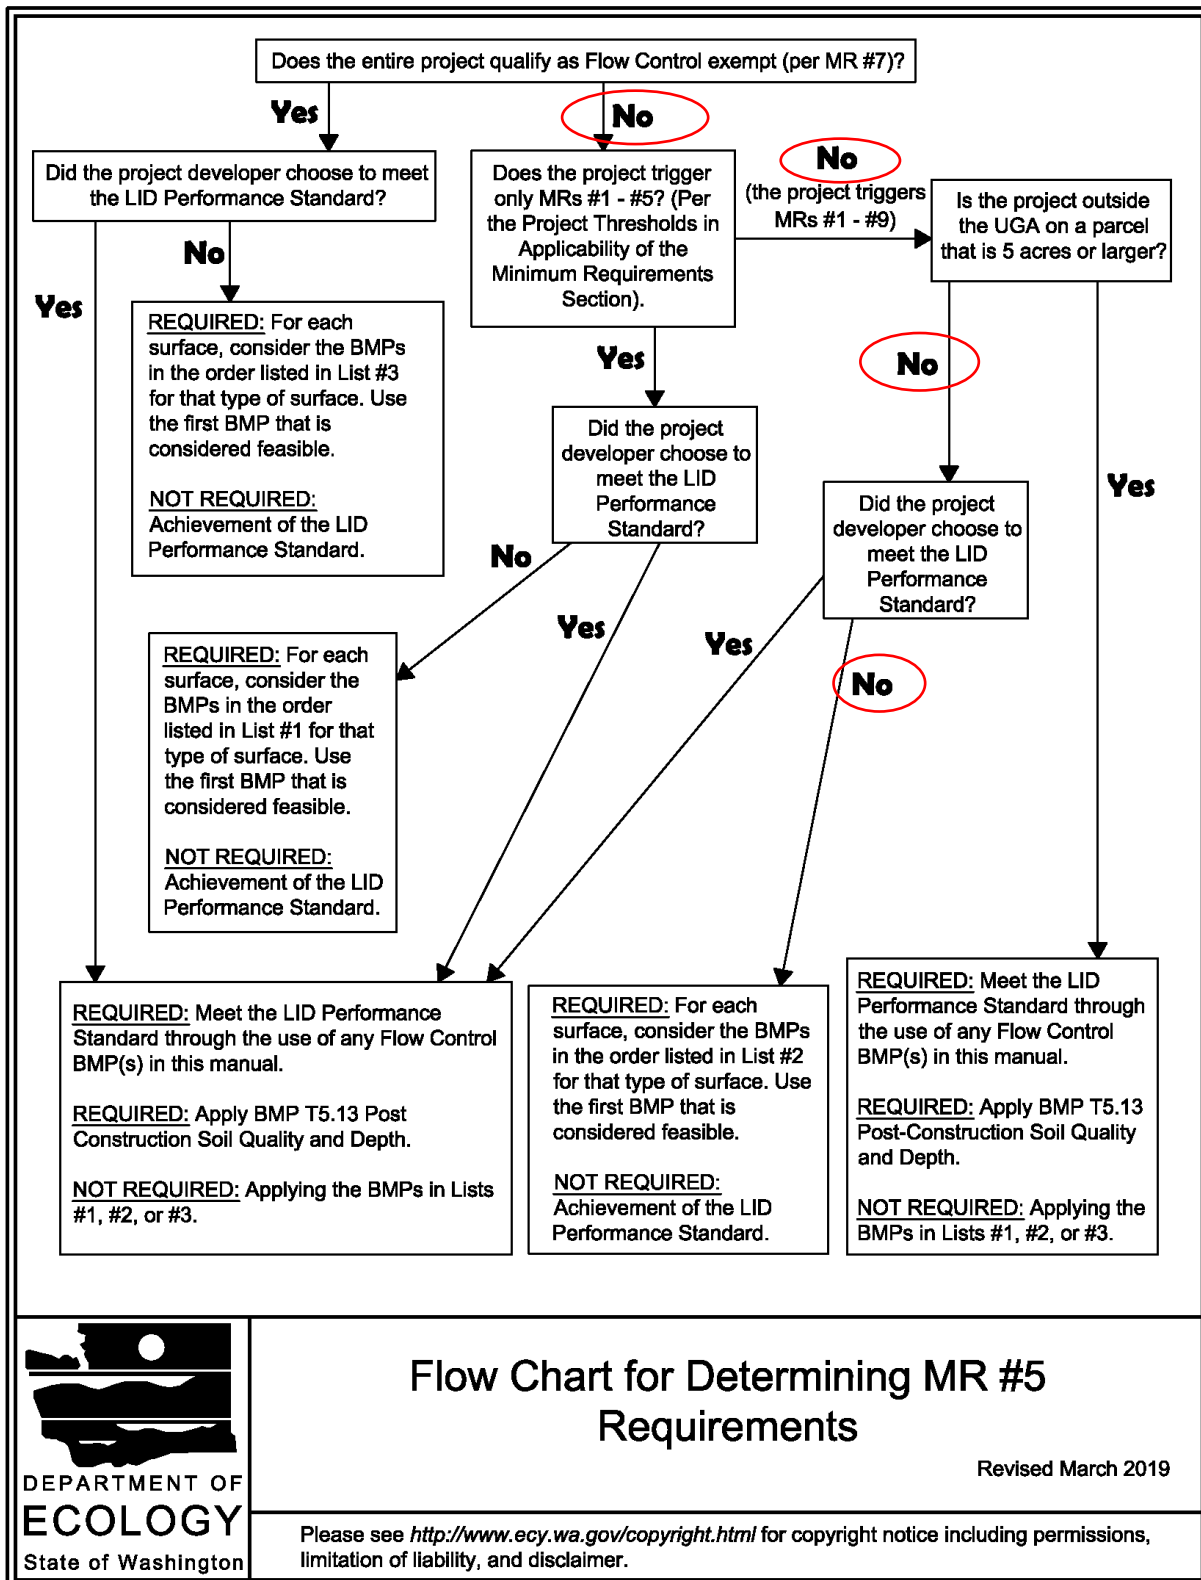 Does the entire project qualify as Flow Control exempt (per MR #7)?
Yes
No
Did the project developer choose to meet
the LID Performance Standard?
Does the project trigger
only MRs #1 - #5? (Per
the Project Thresholds in
Applicability of the
Minimum Requirements
Section).
No
(the project triggers
MRs #1 - #9)
Is the project outside
the UGA on a parcel
that is 5 acres or larger?
No
Yes
REQUIRED: For each
surface, consider the BMPs
in the order listed in List #3
for that type of surface. Use
the first BMP that is
considered feasible.
NOT REQUIRED:
Achievement of the LID
Performance Standard.
Yes
No
Yes
Did the project
developer choose to
meet the LID
Performance
Standard?
Did the project
developer choose to
meet the LID
Performance
Standard?
No
Yes
Yes
No
REQUIRED: For each
surface, consider the
BMPs in the order
listed in List #1 for that
type of surface. Use
the first BMP that is
considered feasible.
NOT REQUIRED:
Achievement of the LID
Performance Standard.
REQUIRED: Meet the LID Performance
Standard through the use of any Flow Control
BMP(s) in this manual.
REQUIRED: Apply BMP T5.13 Post
Construction Soil Quality and Depth.
NOT REQUIRED: Applying the BMPs in Lists
#1, #2, or #3.
REQUIRED: For each
surface, consider the BMPs
in the order listed in List #2
for that type of surface. Use
the first BMP that is
considered feasible.
NOT REQUIRED:
Achievement of the LID
Performance Standard.
REQUIRED: Meet the LID
Performance Standard through
the use of any Flow Control
BMP(s) in this manual.
REQUIRED: Apply BMP T5.13
Post-Construction Soil Quality
and Depth.
NOT REQUIRED: Applying the
BMPs in Lists #1, #2, or #3.
DEPARTMENT OF
ECOLOGY
State of Washington
Flow Chart for Determining MR #5
Requirements
Revised March 2019
Please see http://www.ecy.wa.gov/copyright.html for copyright notice including permissions,
limitation of liability, and disclaimer.